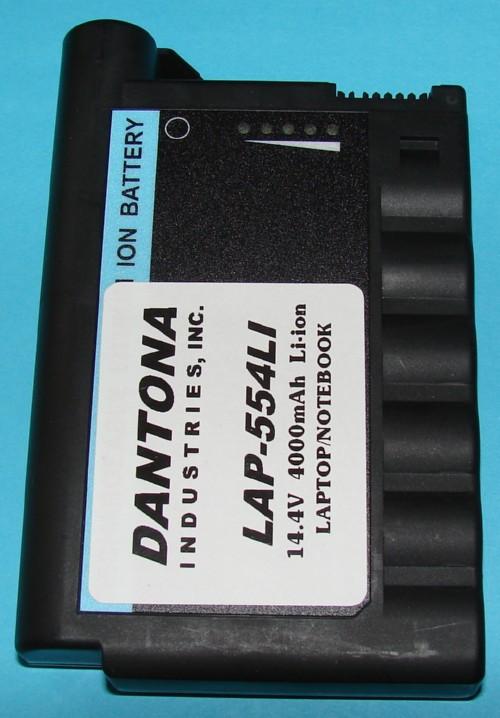 ION BATTERY
DANTONA
INDUSTRIES, INC.
LAP-554LI
14.4V 4000mAh Li-ion
LAPTOP/NOTEBOOK